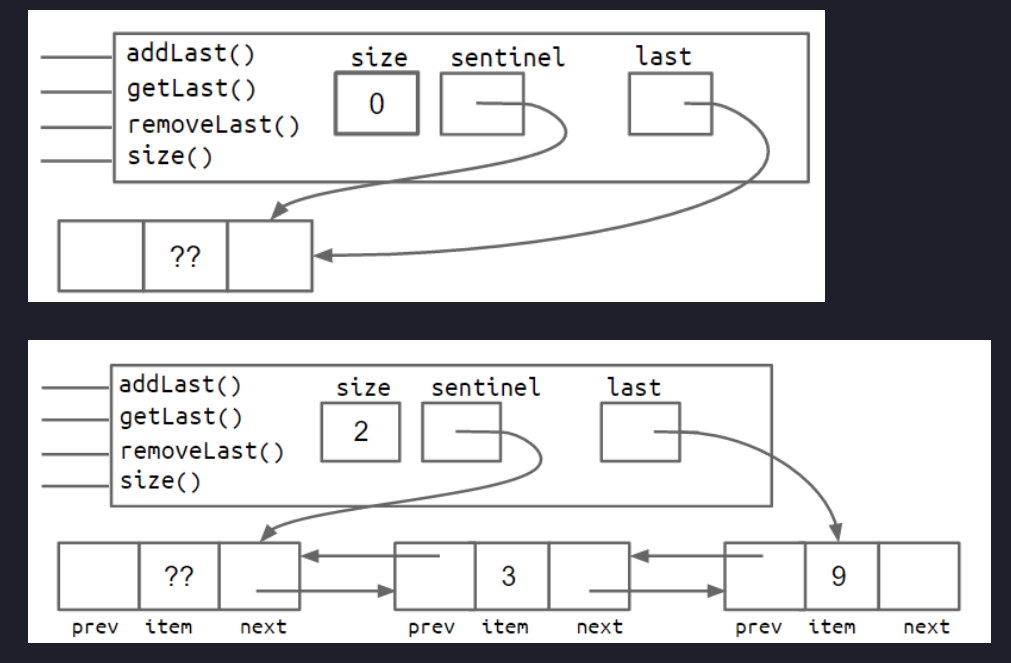 addLast()
size sentinel last
getLast()
0
removeLast()
size()
??
addLast()
size sentinel last
getLast()
2
removeLast()
size()
?? 3 9
prev item next prev item next prev item next